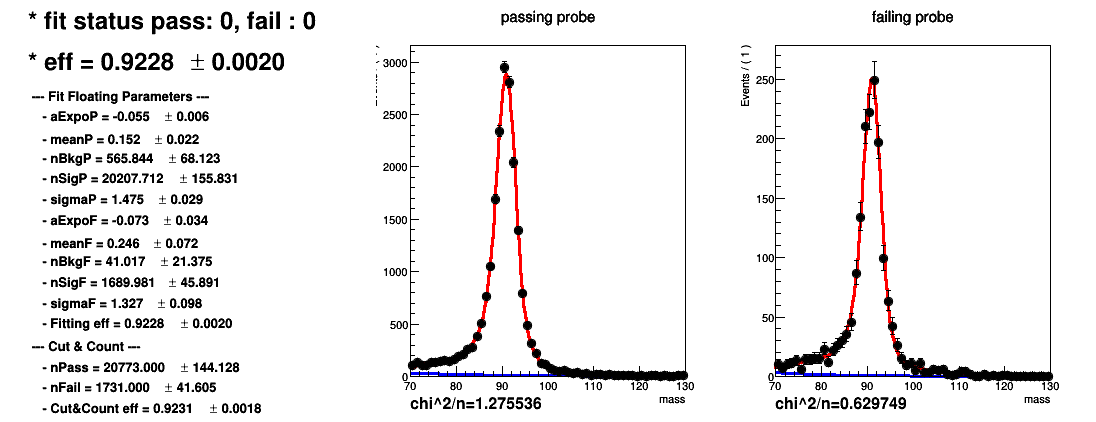 * fit status pass: 0, fail : 0
* eff = 0.9228 ± 0.0020
--- Fit Floating Parameters ---
- aExpoP = -0.055 ± 0.006
- meanP = 0.152 ± 0.022
- nBkgP = 565.844 ± 68.123
- nSigP = 20207.712 ± 155.831
- sigmaP = 1.475 ± 0.029
- aExpoF = -0.073 ± 0.034
- meanF = 0.246 ± 0.072
- nBkgF = 41.017 ± 21.375
- nSigF = 1689.981 ± 45.891
- sigmaF = 1.327 ± 0.098
- Fitting eff = 0.9228 ± 0.0020
--- Cut & Count ---
- nPass = 20773.000 ± 144.128
- nFail = 1731.000 ± 41.605
- Cut&Count eff = 0.9231 ± 0.0018
passing probe
3000
2500
2000
1500
1000
500
0
70 80 90 100 110 120 130
mass
chi^2/n=1.275536
failing probe
Events / ( 1 )
250
200
150
100
50
0
70 80 90 100 110 120 130
mass
chi^2/n=0.629749